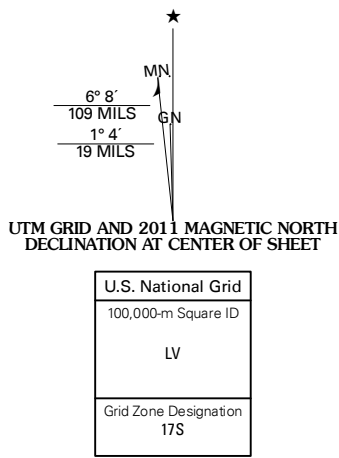 ★
MN
6° 8′
109 MILS
GN
1° 4′
19 MILS
UTM GRID AND 2011 MAGNETIC NORTH
DECLINATION AT CENTER OF SHEET
U.S. National Grid
100,000-m Square ID
LV
Grid Zone Designation
17S